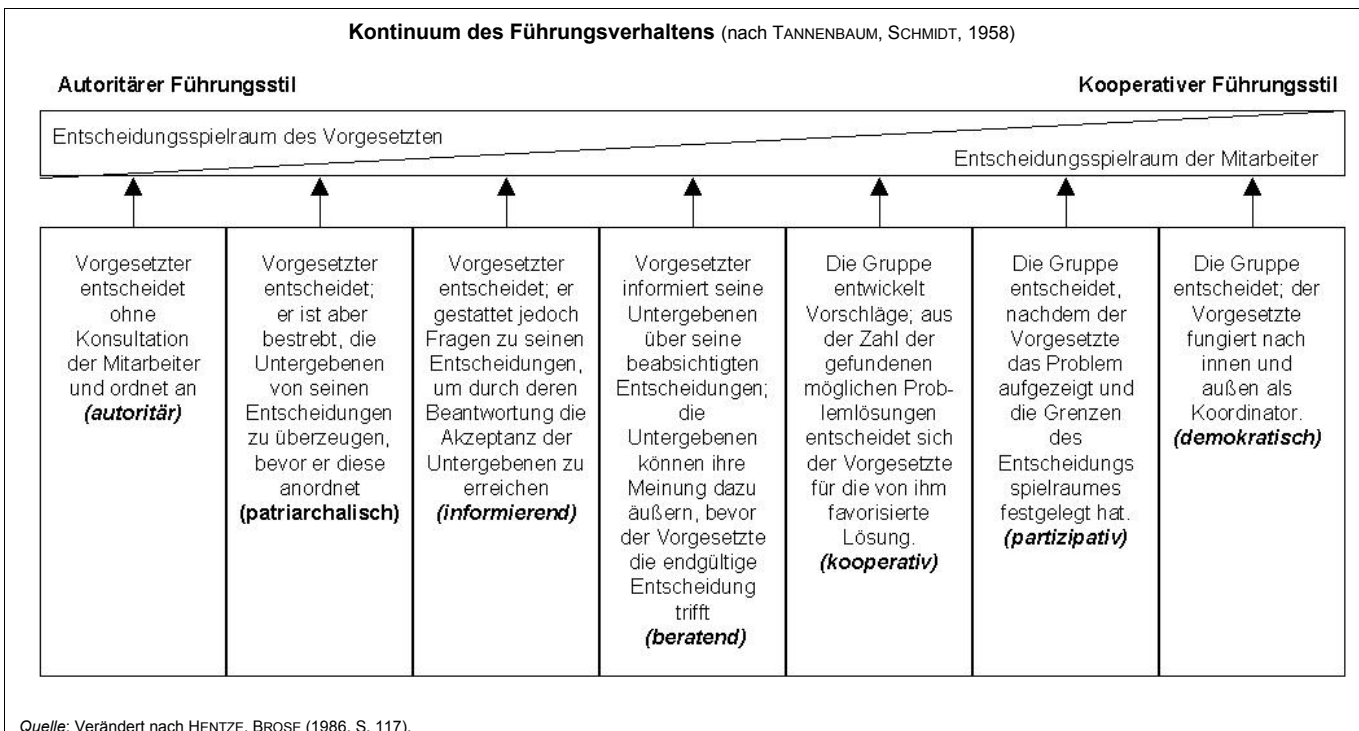 Kontinuum des Führungsverhaltens (nach TANNENBAUM, SCHMIDT, 1958)
Autoritärer Führungsstil
Kooperativer Führungsstil
Entscheidungsspielraum des Vorgesetzten
Entscheidungsspielraum der Mitarbeiter
Vorgesetzter
entscheidet
ohne
Konsultation
der Mitarbeiter
und ordnet an
(autoritär)
Vorgesetzter
entscheidet;
er ist aber
bestrebt, die
Untergebenen
von seinen
Entscheidungen
zu überzeugen,
bevor er diese
anordnet
(patriarchalisch)
Vorgesetzter
entscheidet; er
gestattet jedoch
Fragen zu seinen
Entscheidungen,
um durch deren
Beantwortung die
Akzeptanz der
Untergebenen zu
erreichen
(informierend)
Vorgesetzter
informiert seine
Untergebenen
über seine
beabsichtigten
Entscheidungen;
die
Untergebenen
können ihre
Meinung dazu
äußern, bevor
der Vorgesetzte
die endgültige
Entscheidung
trifft
(beratend)
Die Gruppe
entwickelt
Vorschläge; aus
der Zahl der
gefundenen
möglichen Prob-
lemlösungen
entscheidet sich
der Vorgesetzte
für die von ihm
favorisierte
Lösung.
(kooperativ)
Die Gruppe
entscheidet,
nachdem der
Vorgesetzte
das Problem
aufgezeigt und
die Grenzen
des
Entscheidungs
spielraumes
festgelegt hat.
(partizipativ)
Die Gruppe
entscheidet; der
Vorgesetzte
fungiert nach
innen und
außen als
Koordinator.
(demokratisch)
Quelle: Verändert nach HENTZE, BROSE (1986, S. 117).